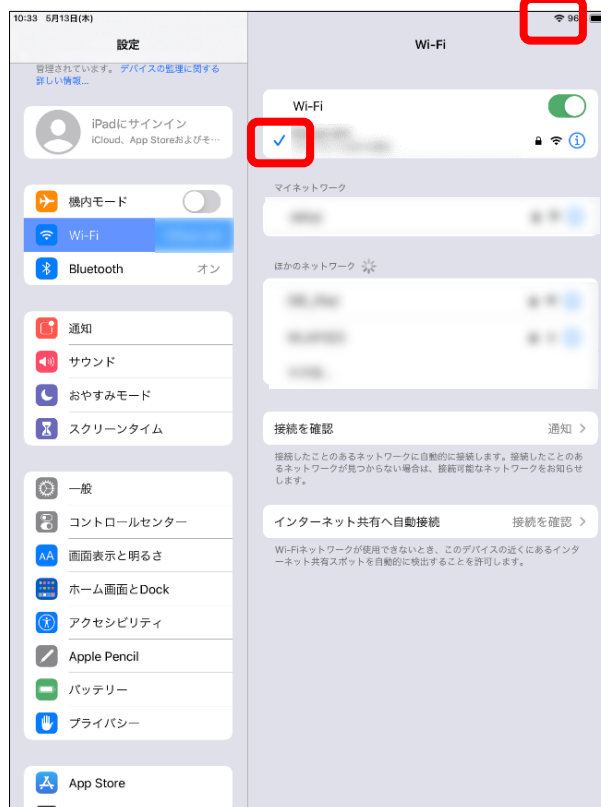 10:33 5月13日(木)
96
設定
管理されています。デバイスの監理に関する
詳しい情報...
iPadにサインイン
iCloud、App Storeおよびそ…
機内モード
Wi-Fi
Bluetooth オン
通知
サウンド
おやすみモード
スクリーンタイム
一般
コントロールセンター
AA 画面表示と明るさ
ホーム画面とDock
アクセシビリティ
Apple Pencil
バッテリー
プライバシー
App Store
Wi-Fi
Wi-Fi
マイネットワーク
ほかのネットワーク
接続を確認 通知
接続したことのあるネットワークに自動的に接続します。接続したことのあ
るネットワークが見つからない場合は、接続可能なネットワークをお知らせ
します。
インターネット共有へ自動接続 接続を確認
Wi-Fiネットワークが使用できないとき、このデバイスの近くにあるインタ
ーネット共有スポットを自動的に検出することを許可します。